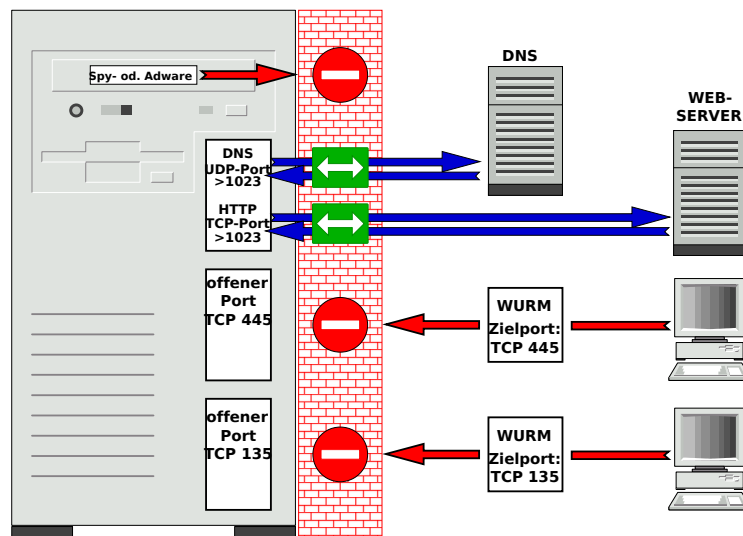 Spy- od. Adware
DNS
WEB-
SERVER
DNS
UDP-Port
>1023
HTTP
TCP-Port
>1023
offener
Port
TCP 445
WURM
Zielport:
TCP 445
offener
Port
TCP 135
WURM
Zielport:
TCP 135